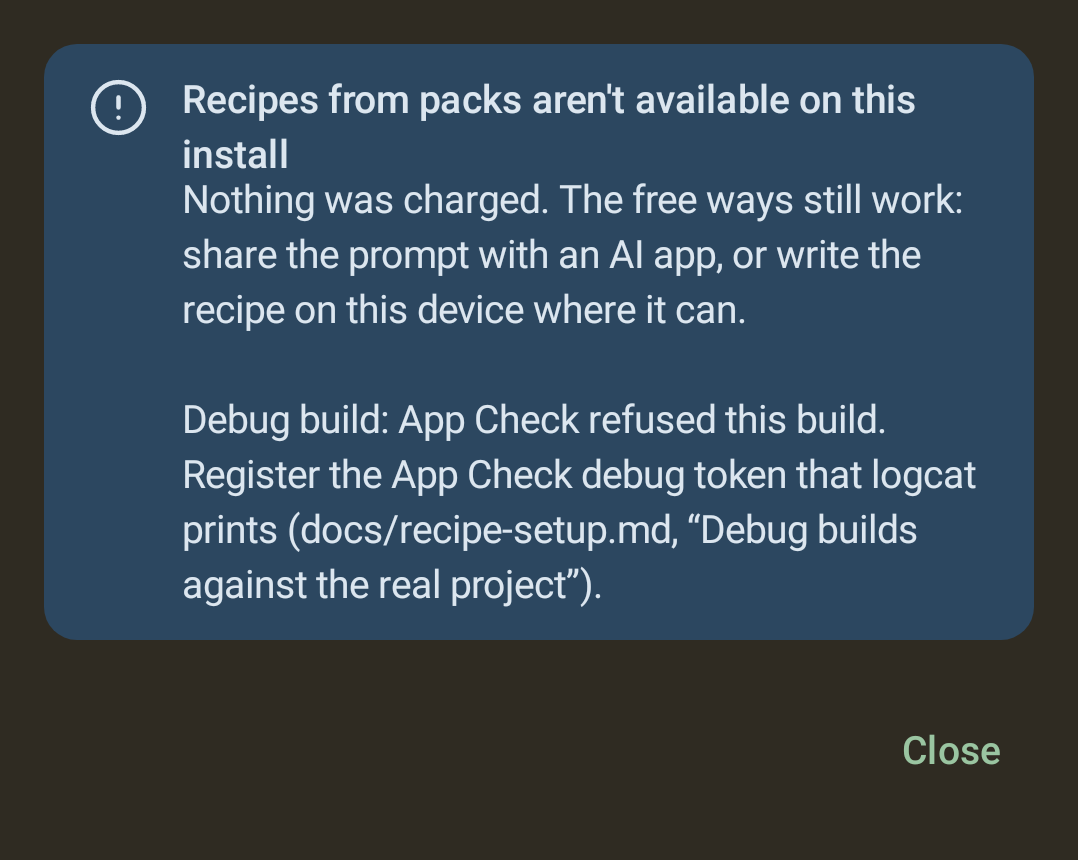 Recipes from packs aren't available on this
install
Nothing was charged. The free ways still work:
share the prompt with an AI app, or write the
recipe on this device where it can.
Debug build: App Check refused this build.
Register the App Check debug token that logcat
prints (docs/recipe-setup.md, “Debug builds
against the real project”).
Close